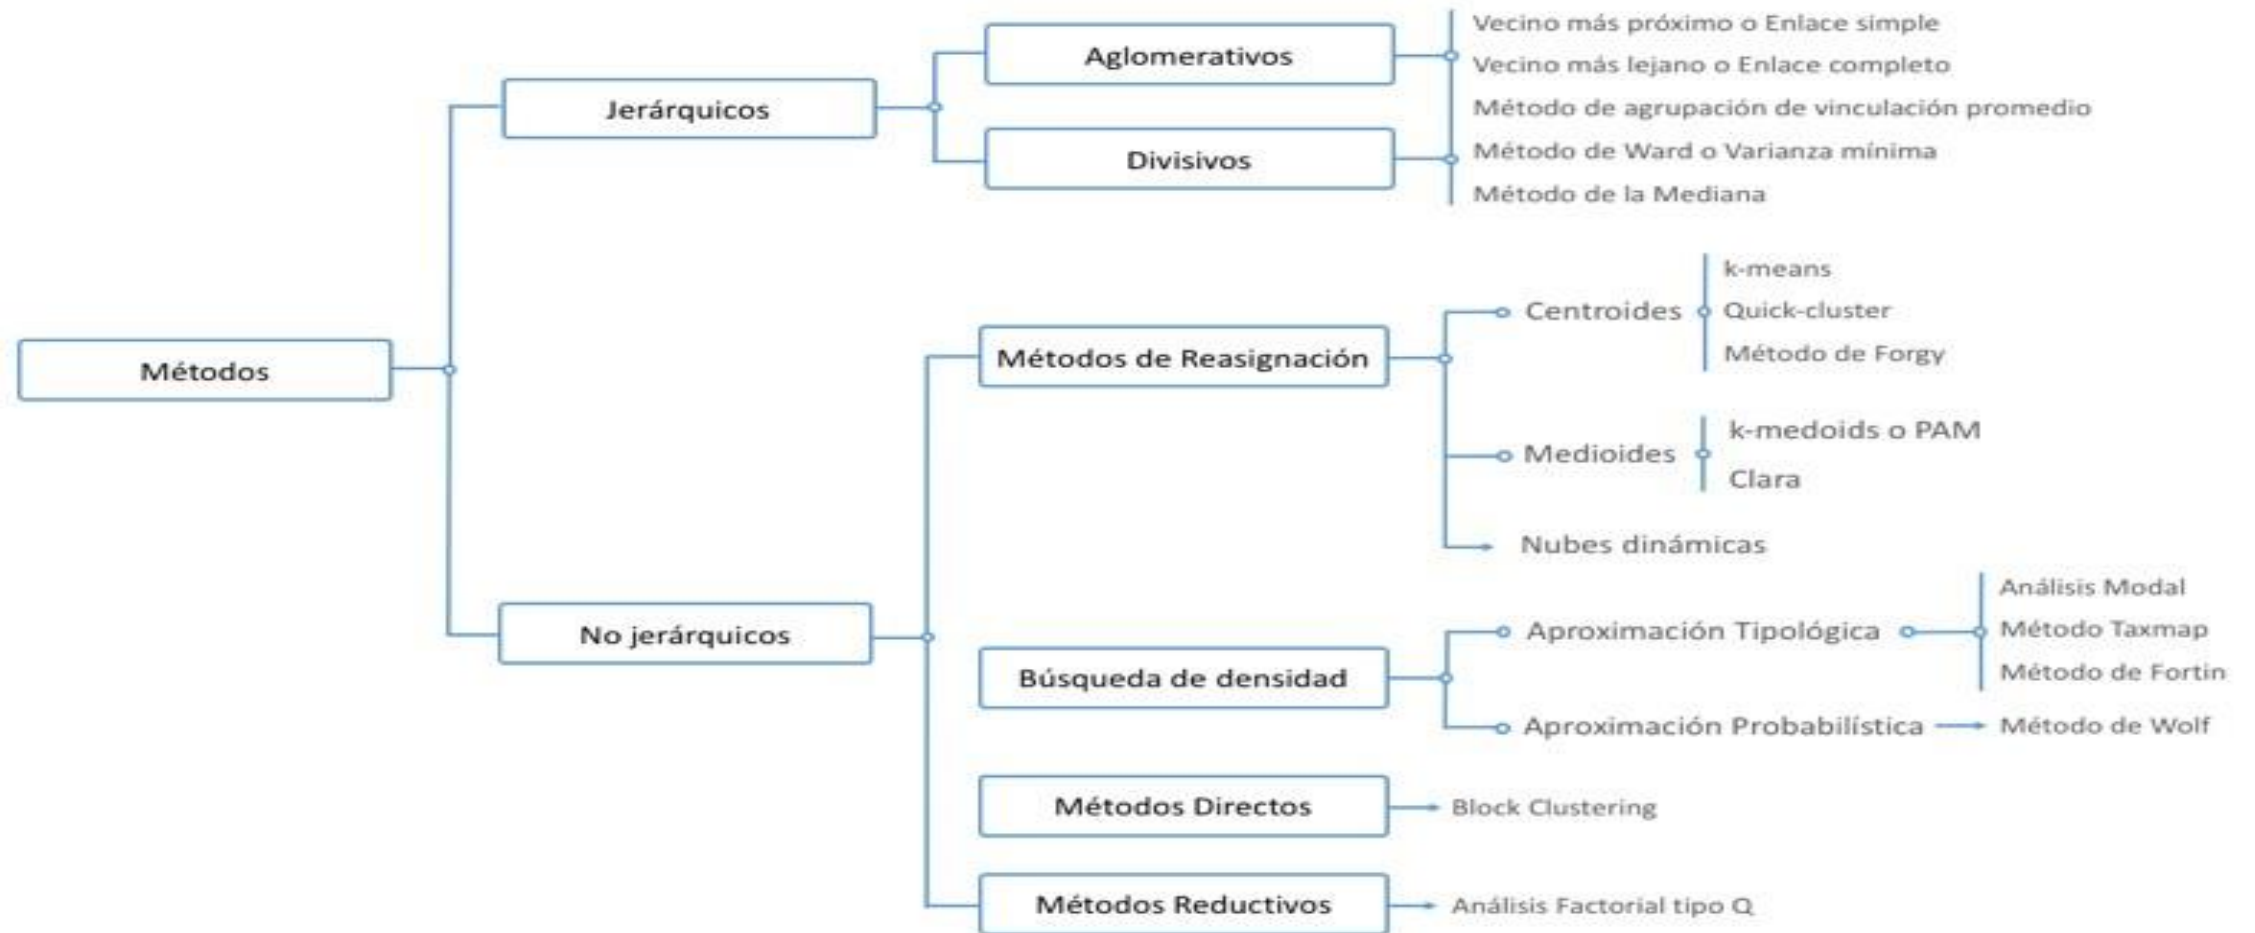 Métodos
Jerárquicos
Aglomerativos
Divisivos
Vecino más próximo o Enlace simple
Vecino más lejano o Enlace completo
Método de agrupación de vinculación promedio
Método de Ward o Varianza mínima
Método de la Mediana
No jerárquicos
Métodos de Reasignación
Centroides
k-means
Quick-cluster
Método de Forgy
Medioides
k-medoids o PAM
Clara
Nubes dinámicas
Búsqueda de densidad
Aproximación Tipológica
Análisis Modal
Método Taxmap
Método de Fortin
Aproximación Probabilística
Método de Wolf
Métodos Directos
Block Clustering
Métodos Reductivos
Análisis Factorial tipo Q